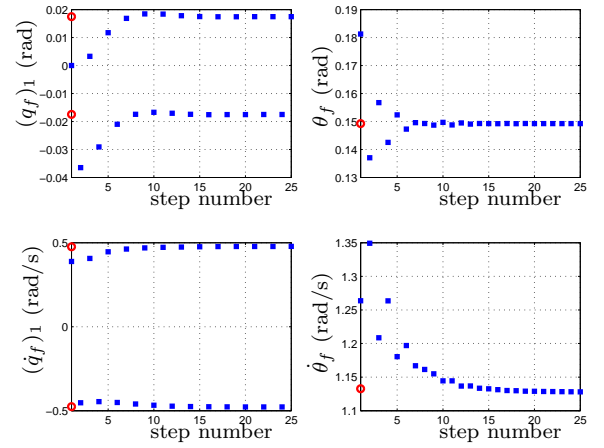 0.02
0.01
0
−0.01
−0.02
−0.03
−0.04
5 10 15 20 25
step number
(q_f)_1 (rad)
0.19
0.18
0.17
0.16
0.15
0.14
0.13
5 10 15 20 25
step number
θ_f (rad)
0.5
0
−0.5
5 10 15 20 25
step number
(q̇_f)_1 (rad/s)
1.35
1.3
1.25
1.2
1.15
1.1
5 10 15 20 25
step number
θ̇_f (rad/s)